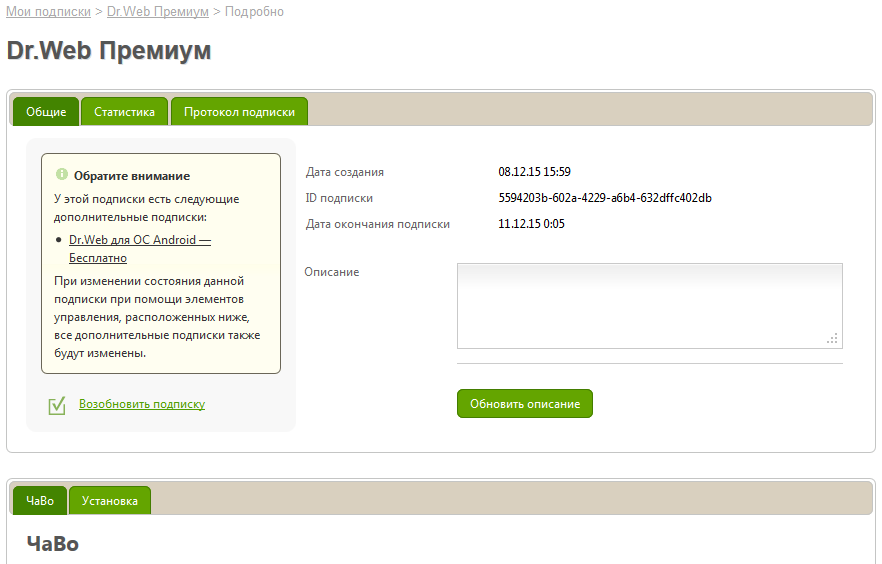 Мои подписки > Dr.Web Премиум > Подробно
Dr.Web Премиум
Общие Статистика Протокол подписки
Обратите внимание
У этой подписки есть следующие
дополнительные подписки:
Dr.Web для ОС Android —
Бесплатно
При изменении состояния данной
подписки при помощи элементов
управления, расположенных ниже,
все дополнительные подписки также
будут изменены.
Возобновить подписку
Дата создания 08.12.15 15:59
ID подписки 5594203b-602a-4229-a6b4-632dffc402db
Дата окончания подписки 11.12.15 0:05
Описание
Обновить описание
ЧаВо Установка
ЧаВо